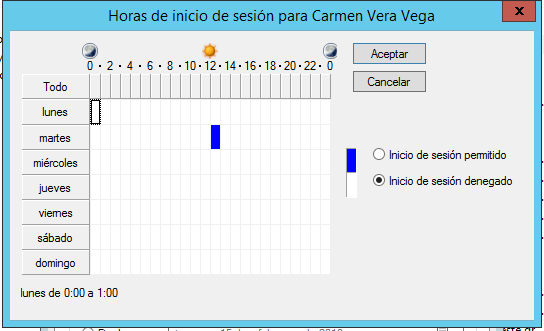 Horas de inicio de sesión para Carmen Vera Vega
0 · 2 · 4 · 6 · 8 · 10 · 12 · 14 · 16 · 18 · 20 · 22 · 0
Aceptar
Cancelar
Todo
lunes
martes
miércoles
jueves
viernes
sábado
domingo
Inicio de sesión permitido
Inicio de sesión denegado
lunes de 0:00 a 1:00